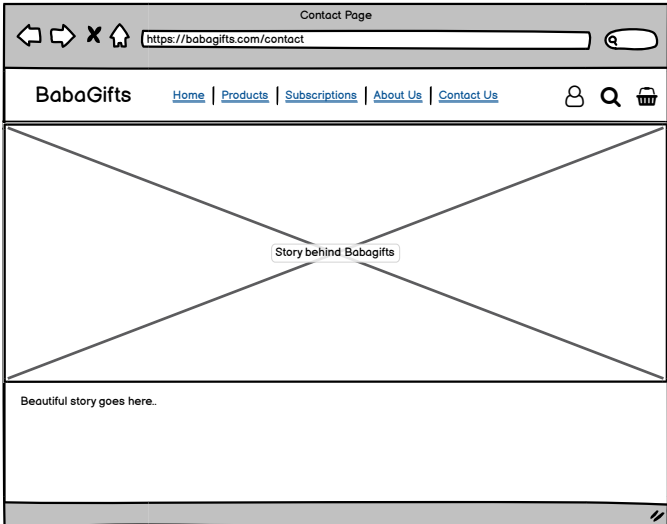 Contact Page
https://babagifts.com/contact
BabaGifts Home Products Subscriptions About Us Contact Us
Story behind Babagifts
Beautiful story goes here..